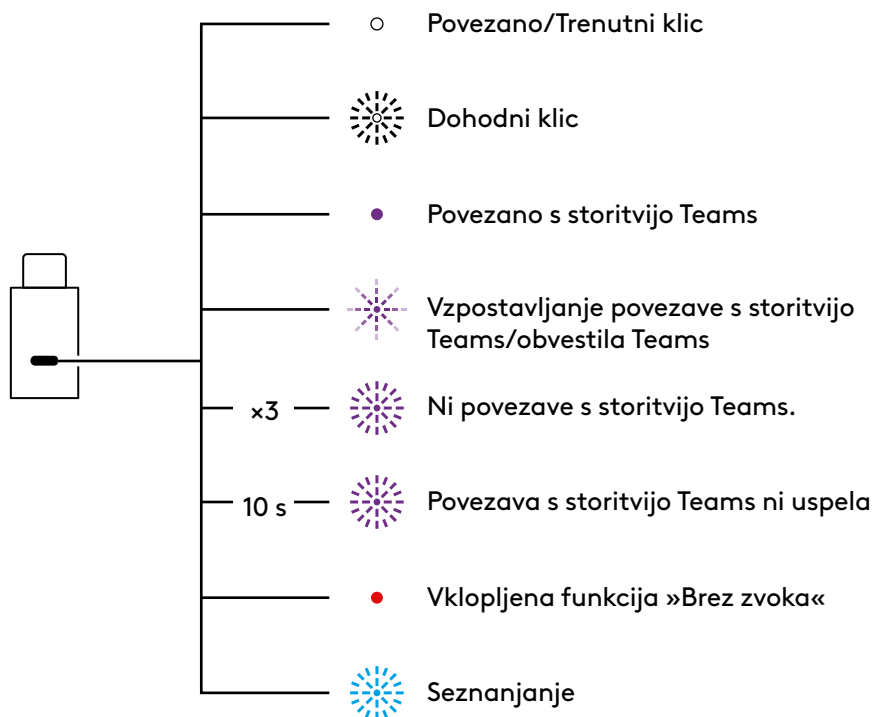 Povezano/Trenutni klic
Dohodni klic
Povezano s storitvijo Teams
Vzpostavljanje povezave s storitvijo
Teams/obvestila Teams
×3 Ni povezave s storitvijo Teams.
10 s Povezava s storitvijo Teams ni uspela
Vklopljena funkcija »Brez zvoka«
Seznanjanje